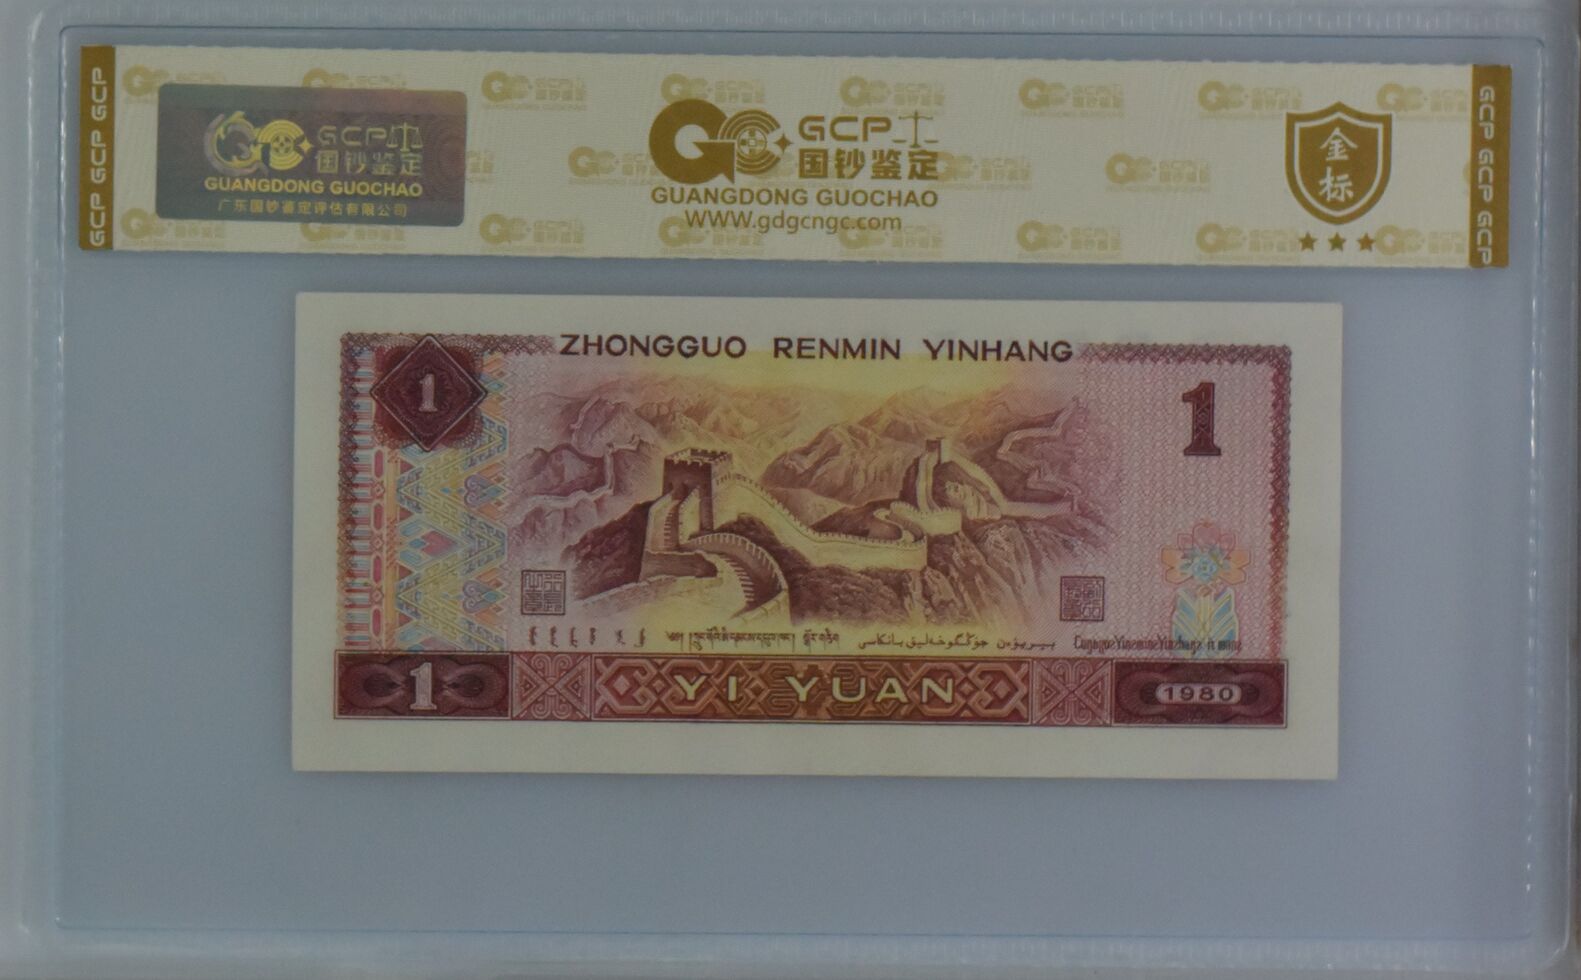 GCP GCP GCP
GCP
国钞鉴定
GUANGDONG GUOCHAO
广东国钞鉴定评估有限公司
GCP
国钞鉴定
GUANGDONG GUOCHAO
WWW.gdgcngc.com
金
标
GCP GCP GCP
ZHONGGUO RENMIN YINHANG
1
1
1
YI YUAN
1980